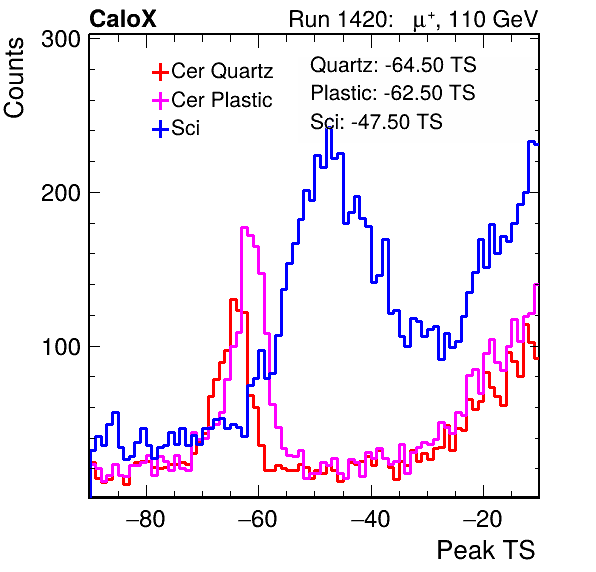 CaloX Run 1420: μ⁺, 110 GeV
Counts
300
200
100
Cer Quartz
Cer Plastic
Sci
Quartz: -64.50 TS
Plastic: -62.50 TS
Sci: -47.50 TS
−80 −60 −40 −20
Peak TS